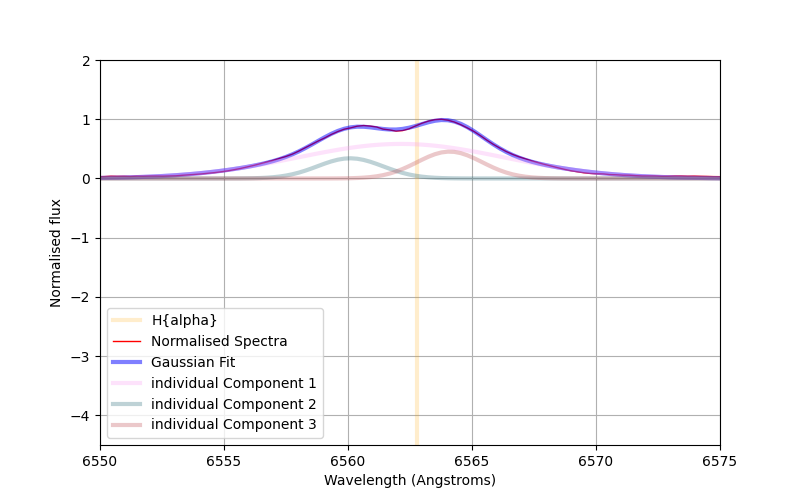 2
1
0
−1
−2
−3
−4
Normalised flux
H{alpha}
Normalised Spectra
Gaussian Fit
individual Component 1
individual Component 2
individual Component 3
6550 6555 6560 6565 6570 6575
Wavelength (Angstroms)